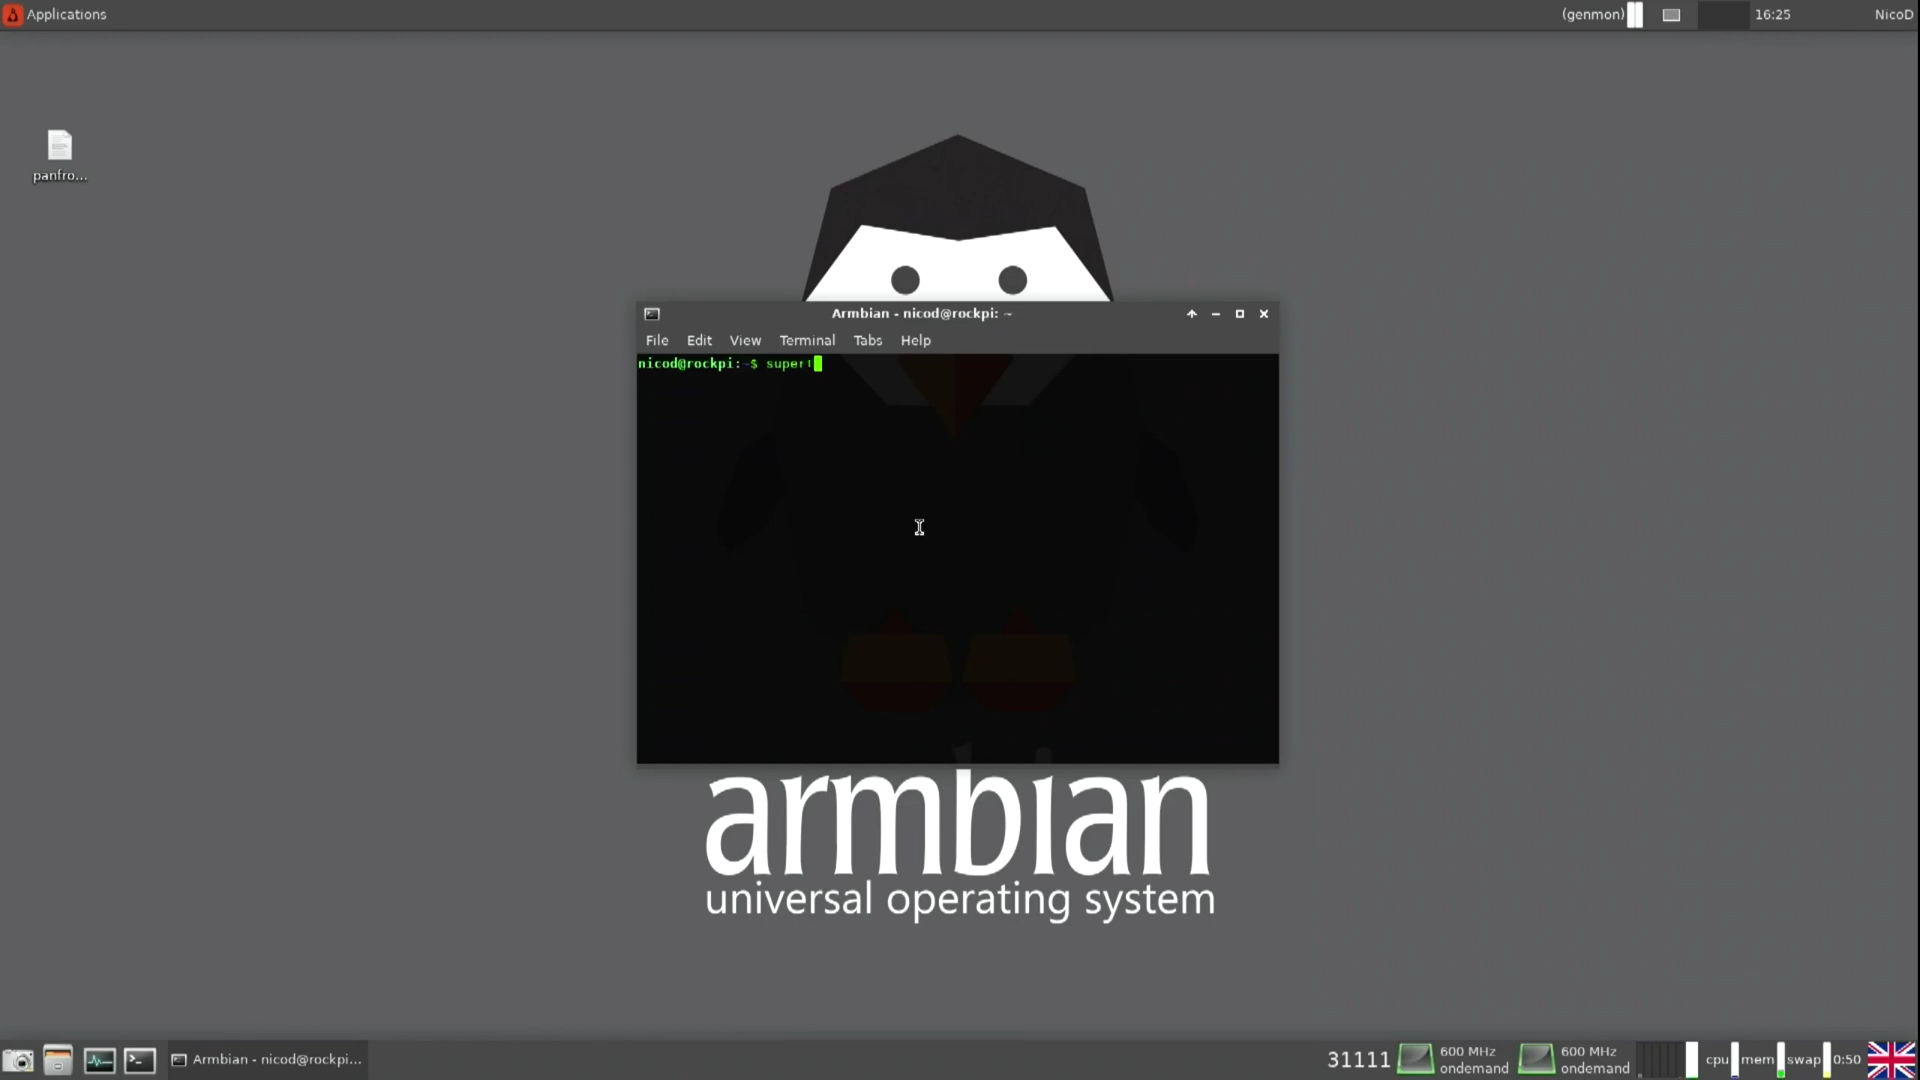 Applications
(genmon)
16:25
NicoD
panfro...
Armbian - nicod@rockpi: ~
File Edit View Terminal Tabs Help
nicod@rockpi:~$ supert
armbian
universal operating system
Armbian - nicod@rockpi...
31111
600 MHz
ondemand
600 MHz
ondemand
cpu
mem
swap
0:50